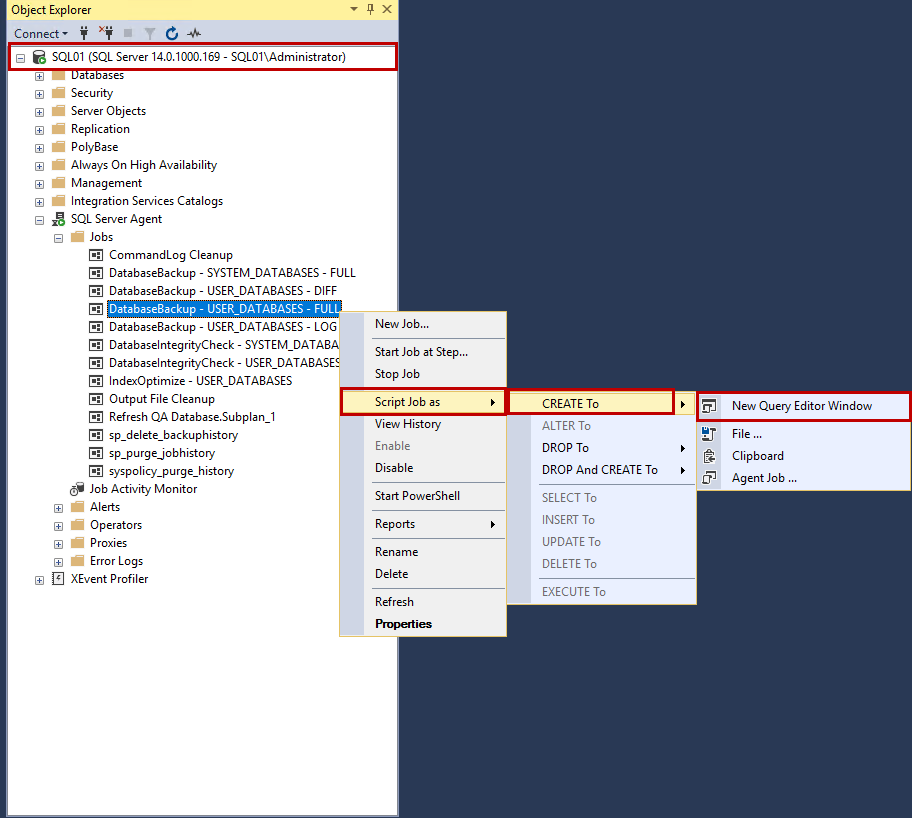 Object Explorer
Connect
SQL01 (SQL Server 14.0.1000.169 - SQL01\Administrator)
Databases
Security
Server Objects
Replication
PolyBase
Always On High Availability
Management
Integration Services Catalogs
SQL Server Agent
Jobs
CommandLog Cleanup
DatabaseBackup - SYSTEM_DATABASES - FULL
DatabaseBackup - USER_DATABASES - DIFF
DatabaseBackup - USER_DATABASES - FULL
DatabaseBackup - USER_DATABASES - LOG
DatabaseIntegrityCheck - SYSTEM_DATABA
DatabaseIntegrityCheck - USER_DATABASES
IndexOptimize - USER_DATABASES
Output File Cleanup
Refresh QA Database.Subplan_1
sp_delete_backuphistory
sp_purge_jobhistory
syspolicy_purge_history
Job Activity Monitor
Alerts
Operators
Proxies
Error Logs
XEvent Profiler
New Job...
Start Job at Step...
Stop Job
Script Job as
View History
Enable
Disable
Start PowerShell
Reports
Rename
Delete
Refresh
Properties
CREATE To
ALTER To
DROP To
DROP And CREATE To
SELECT To
INSERT To
UPDATE To
DELETE To
EXECUTE To
New Query Editor Window
File ...
Clipboard
Agent Job ...